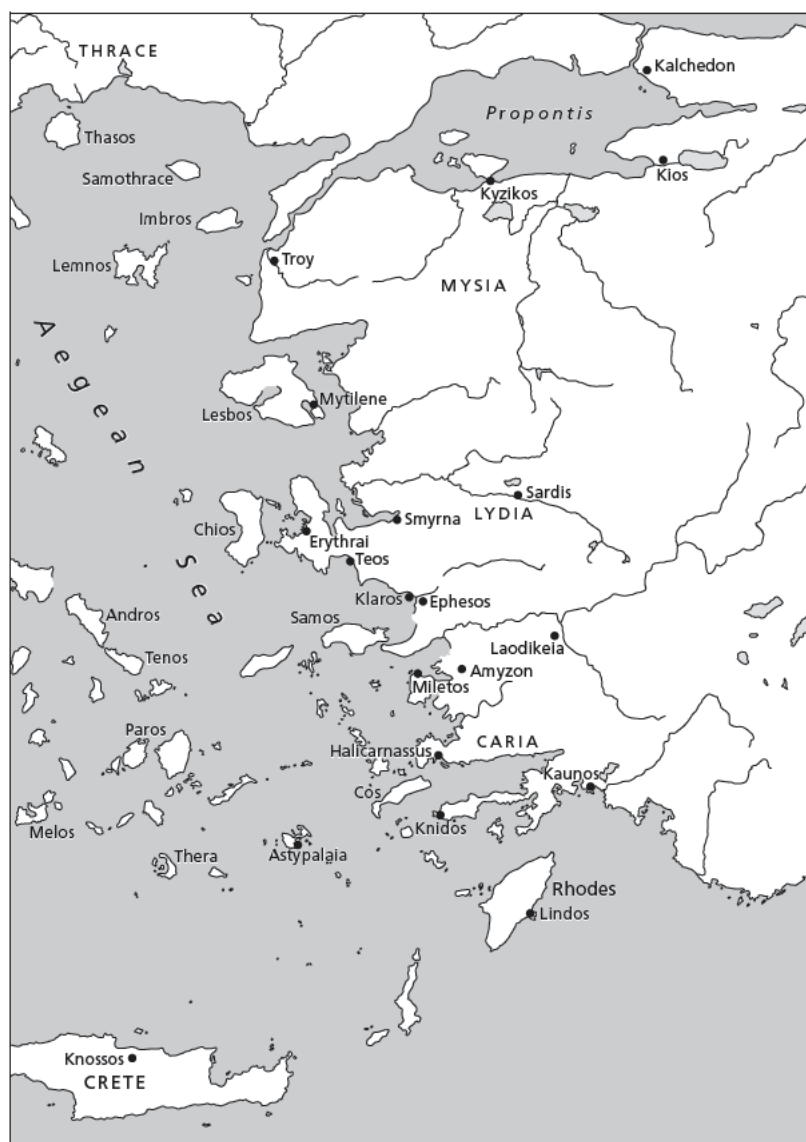 THRACE
Kalchedon
Propontis
Thasos
Samothrace
Kios
Kyzikos
Imbros
Lemnos
Troy
MYSIA
Aegean
Sea
Mytilene
Lesbos
Sardis
LYDIA
Smyrna
Chios
Erythrai
Teos
Klaros
Ephesos
Andros
Samos
Laodikeia
Tenos
Amyzon
Miletos
Paros
Halicarnassus
CARIA
Kaunos
Cos
Melos
Knidos
Thera
Astypalaia
Rhodes
Lindos
Knossos
CRETE